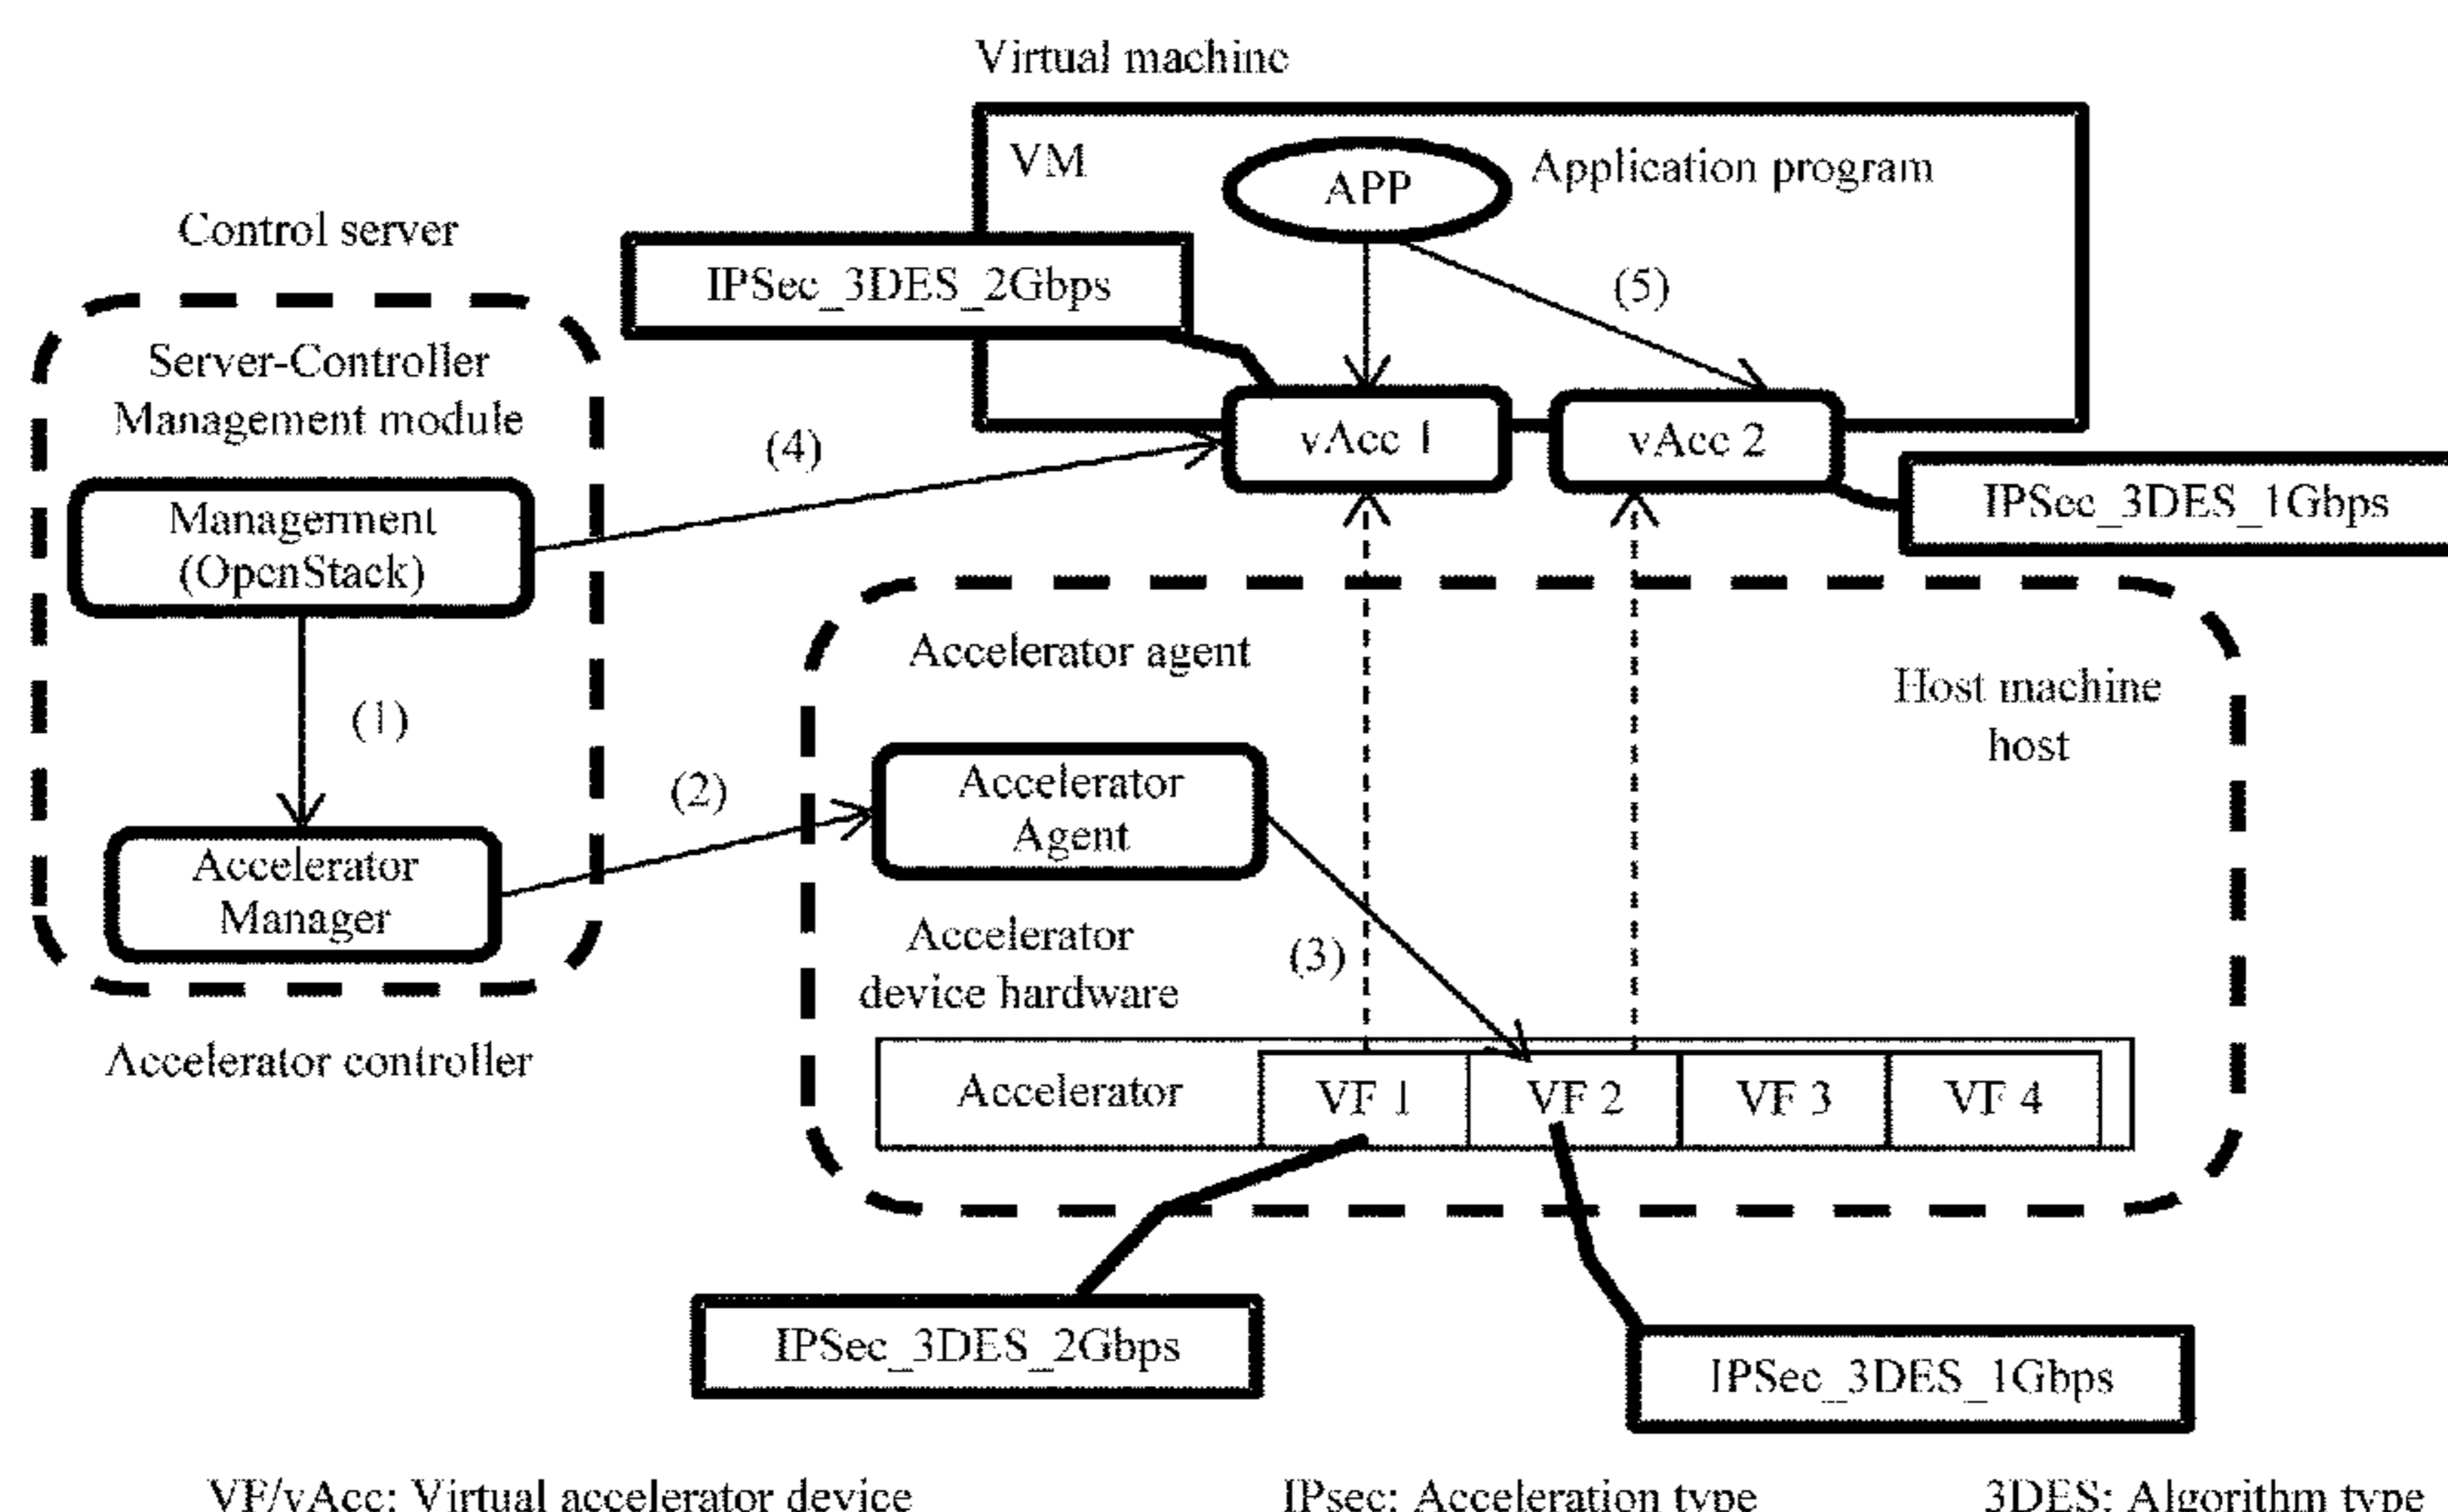 Virtual machine
VM
APP
Application program
Control server
IPSec_3DES_2Gbps
(5)
Server-Controller
Management module
(4)
vAcc 1
vAcc 2
Management
(OpenStack)
IPSec_3DES_1Gbps
Accelerator agent
Host machine
host
(1)
(2)
Accelerator
Agent
Accelerator
Manager
Accelerator
device hardware
(3)
Accelerator controller
Accelerator
VF 1
VF 2
VF 3
VF 4
IPSec_3DES_2Gbps
IPSec_3DES_1Gbps
VF/vAcc: Virtual accelerator device
IPsec: Acceleration type
3DES: Algorithm type